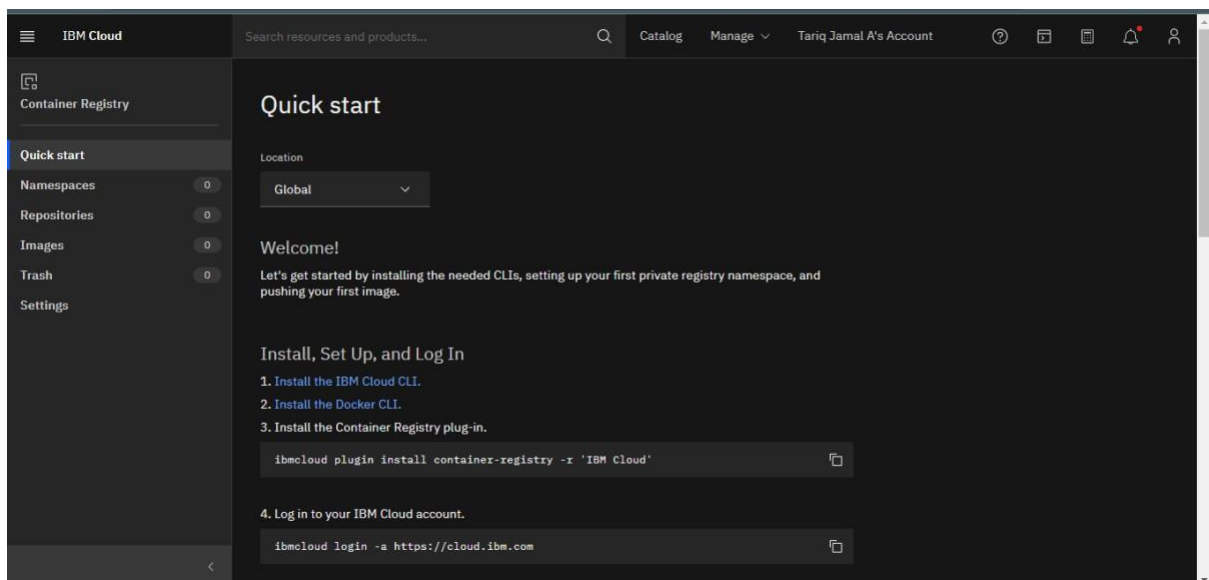 IBM Cloud
Search resources and products...
Catalog
Manage
Tariq Jamal A's Account
Container Registry
Quick start
Namespaces 0
Repositories 0
Images 0
Trash 0
Settings
Quick start
Location
Global
Welcome!
Let's get started by installing the needed CLIs, setting up your first private registry namespace, and
pushing your first image.
Install, Set Up, and Log In
1. Install the IBM Cloud CLI.
2. Install the Docker CLI.
3. Install the Container Registry plug-in.
ibmcloud plugin install container-registry -r 'IBM Cloud'
4. Log in to your IBM Cloud account.
ibmcloud login -a https://cloud.ibm.com